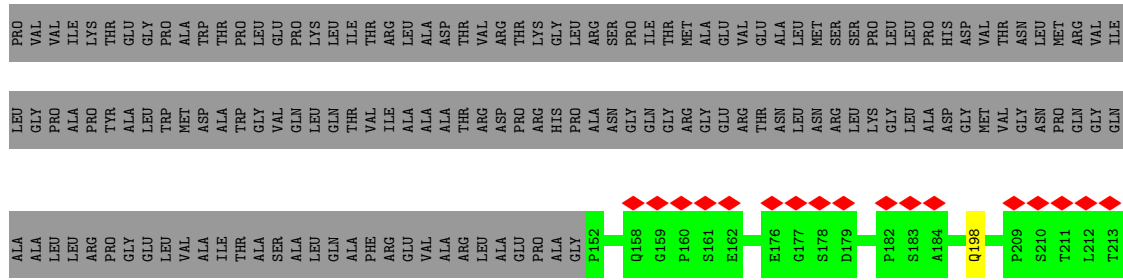 PRO VAL VAL ILE LYS THR GLU GLY PRO ALA TRP THR PRO LEU GLU PRO LYS LEU ILE THR ARG ALA ASP THR VAL ARG THR LYS GLY LEU ARG SER PRO ILE THR MET ALA GLU VAL GLU ALA LEU MET SER SER PRO LEU LEU PRO HIS ASP VAL THR ASN LEU MET ARG VAL ILE
LEU GLY PRO ALA PRO TYR ALA LEU TRP MET ASP ALA TRP GLY VAL GLN LEU GLN THR VAL ILE ALA ALA ALA THR ARG ASP PRO ARG HIS PRO ALA ASN GLY GLN GLY ARG GLY GLU ARG THR ASN LEU ASN ARG LEU LYS GLY LEU ALA ASP GLY MET VAL GLY ASN PRO GLN GLY GLN
ALA ALA LEU LEU ARG PRO GLY GLU LEU VAL ALA ILE THR ALA SER ALA LEU GLN ALA PHE ARG GLU VAL ALA ARG LEU ALA GLU PRO ALA GLY P152 Q158 G159 P160 S161 E162 E176 G177 S178 D179 P182 S183 A184 Q198 P209 S210 T211 L212 T213